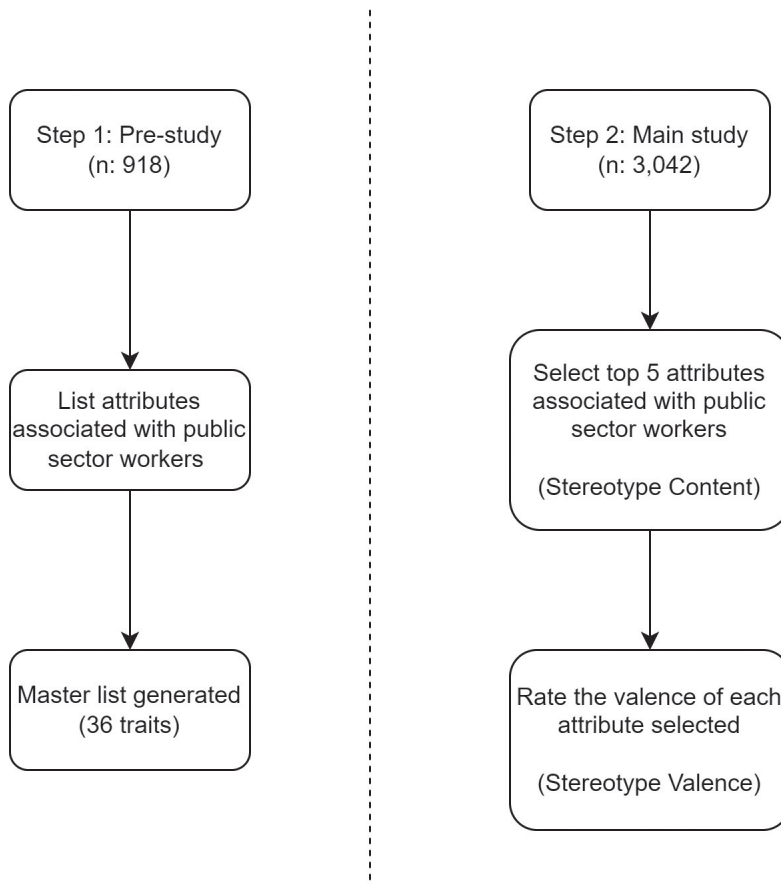 Step 1: Pre-study
(n: 918)
List attributes
associated with public
sector workers
Master list generated
(36 traits)
Step 2: Main study
(n: 3,042)
Select top 5 attributes
associated with public
sector workers
(Stereotype Content)
Rate the valence of each
attribute selected
(Stereotype Valence)